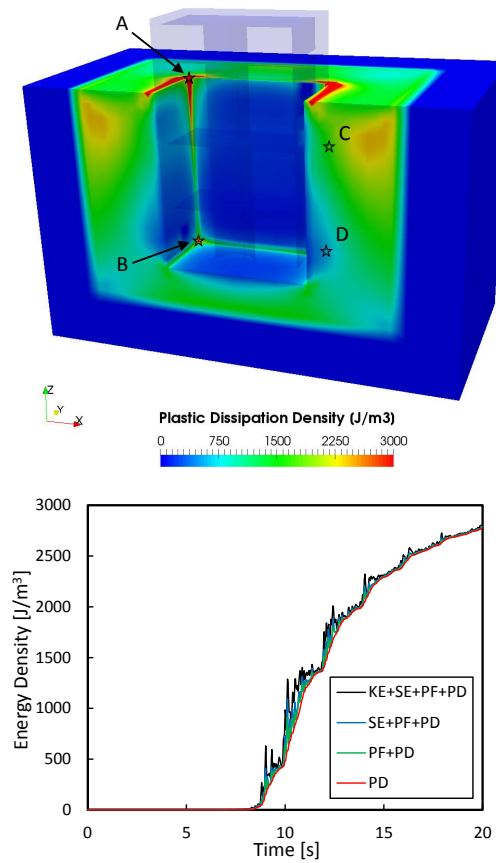 A
C
D
B
Z
Y
X
Plastic Dissipation Density (J/m3)
0 750 1500 2250 3000
3000
2500
2000
1500
1000
500
0
Energy Density [J/m³]
KE+SE+PF+PD
SE+PF+PD
PF+PD
PD
0 5 10 15 20
Time [s]